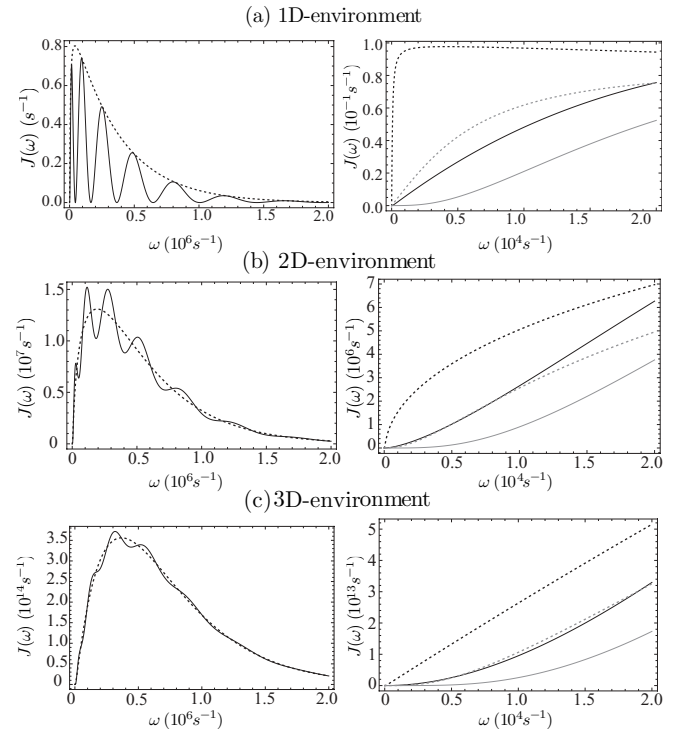 (a) 1D-environment
J(ω) (s⁻¹)
0.8
0.6
0.4
0.2
0.0
0.0 0.5 1.0 1.5 2.0
ω (10⁶s⁻¹)
J(ω) (10⁻¹s⁻¹)
1.0
0.8
0.6
0.4
0.2
0.0
0.0 0.5 1.0 1.5 2.0
ω (10⁴s⁻¹)
(b) 2D-environment
J(ω) (10⁷s⁻¹)
1.5
1.0
0.5
0
0 0.5 1.0 1.5 2.0
ω (10⁶s⁻¹)
J(ω) (10⁶s⁻¹)
7
6
5
4
3
2
1
0
0 0.5 1.0 1.5 2.0
ω (10⁴s⁻¹)
(c) 3D-environment
J(ω) (10¹⁴s⁻¹)
3.5
3.0
2.5
2.0
1.5
1.0
0.5
0
0 0.5 1.0 1.5 2.0
ω (10⁶s⁻¹)
J(ω) (10¹³s⁻¹)
5
4
3
2
1
0
0 0.5 1.0 1.5 2.0
ω (10⁴s⁻¹)